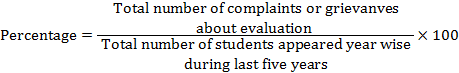 Total number of complaints or grievanves
about evaluation
Percentage = × 100
Total number of students appeared year wise
during last five years